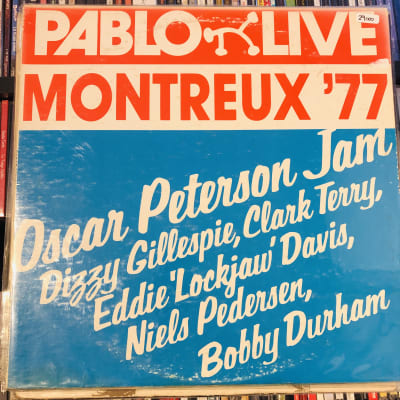 PABLO LIVE
MONTREUX '77
Oscar Peterson Jam
Dizzy Gillespie, Clark Terry,
Eddie 'Lockjaw' Davis,
Niels Pedersen,
Bobby Durham